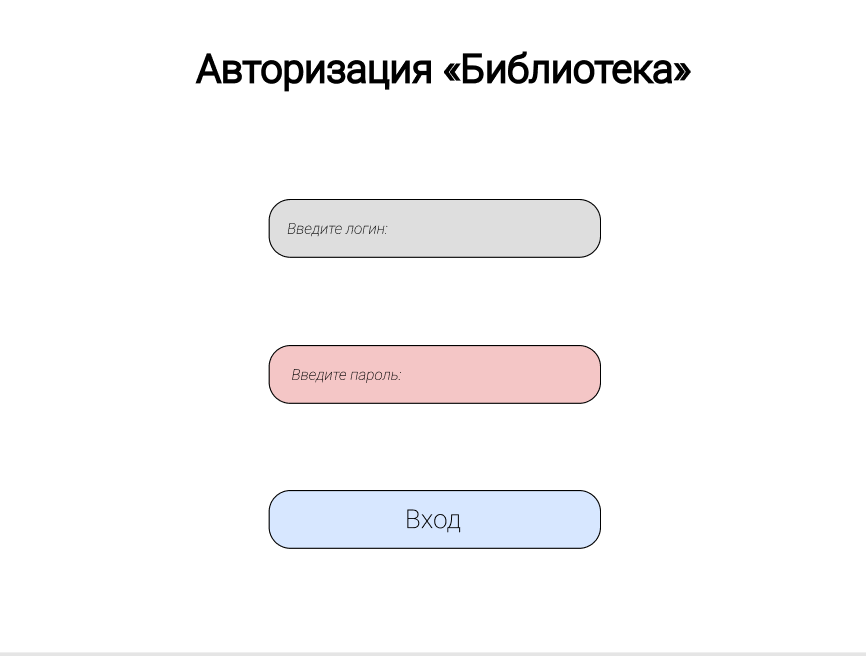 Авторизация «Библиотека»
Введите логин:
Введите пароль:
Вход